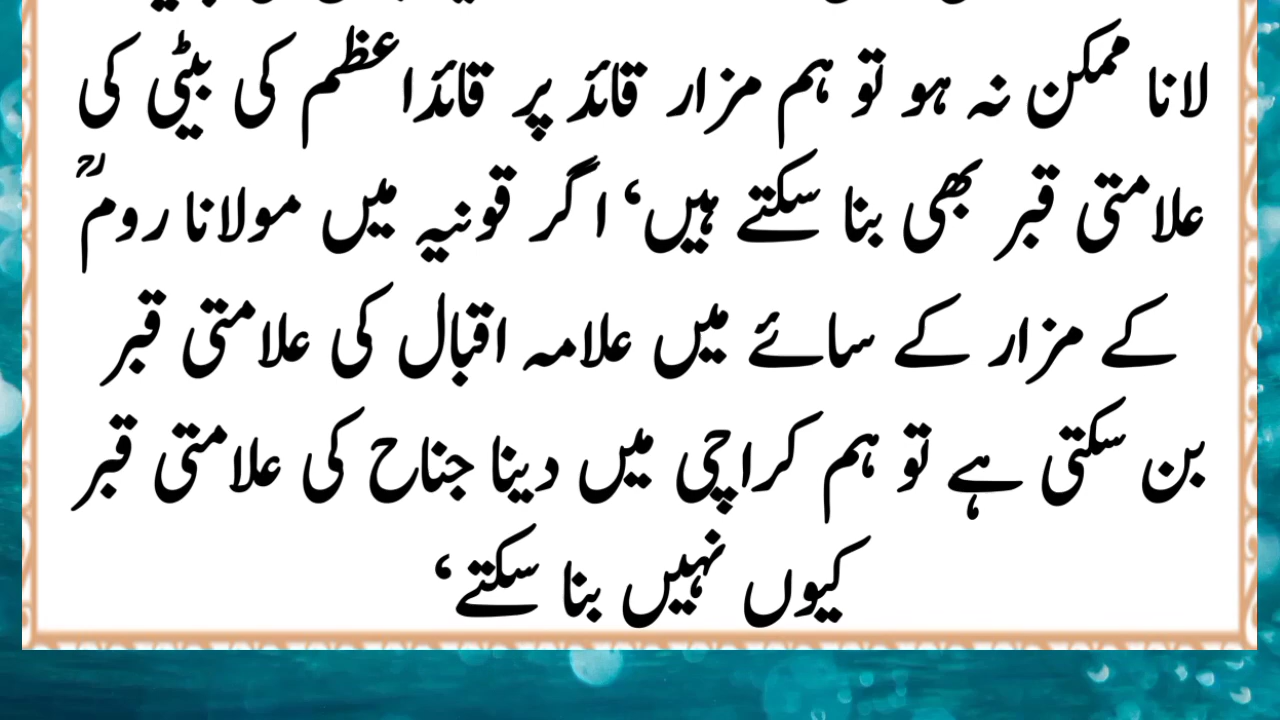 لانا ممکن نہ ہو تو ہم مزار قائد پر قائداعظم کی بیٹی کی
علامتی قبر بھی بنا سکتے ہیں‘ اگر قونیہ میں مولانا رومؒ
کے مزار کے سائے میں علامہ اقبال کی علامتی قبر
بن سکتی ہے تو ہم کراچی میں دینا جناح کی علامتی قبر
کیوں نہیں بنا سکتے‘